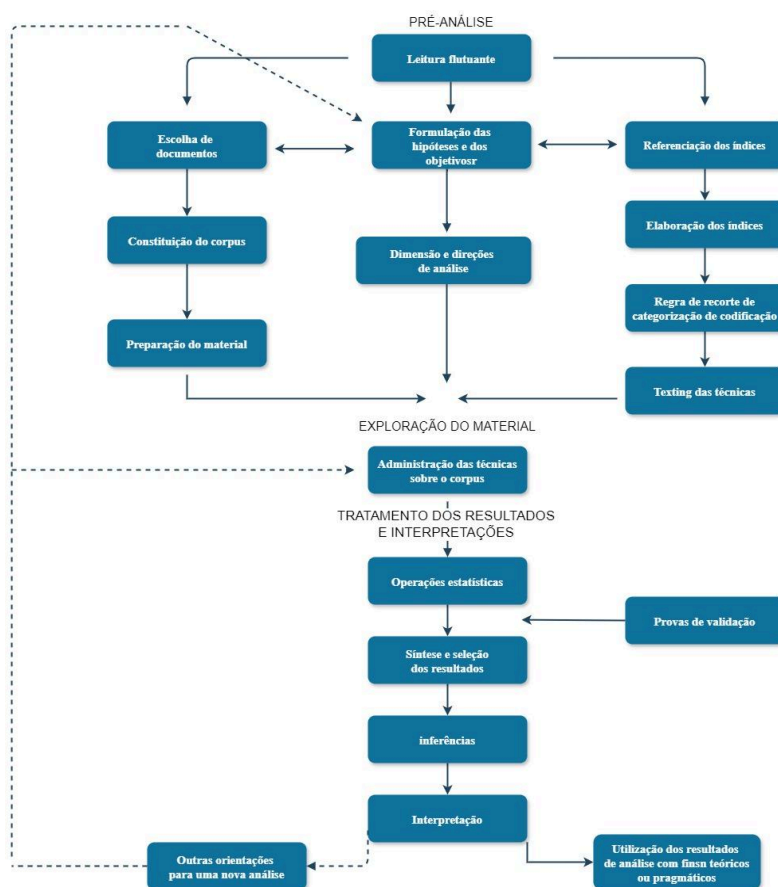 PRÉ-ANÁLISE
Leitura flutuante
Escolha de
documentos
Formulação das
hipóteses e dos
objetivosr
Referenciação dos índices
Constituição do corpus
Dimensão e direções
de análise
Elaboração dos índices
Preparação do material
Regra de recorte de
categorização de codificação
Texting das técnicas
EXPLORAÇÃO DO MATERIAL
Administração das técnicas
sobre o corpus
TRATAMENTO DOS RESULTADOS
E INTERPRETAÇÕES
Operações estatísticas
Provas de validação
Síntese e seleção
dos resultados
inferências
Interpretação
Outras orientações
para uma nova análise
Utilização dos resultados
de análise com finsn teóricos
ou pragmáticos